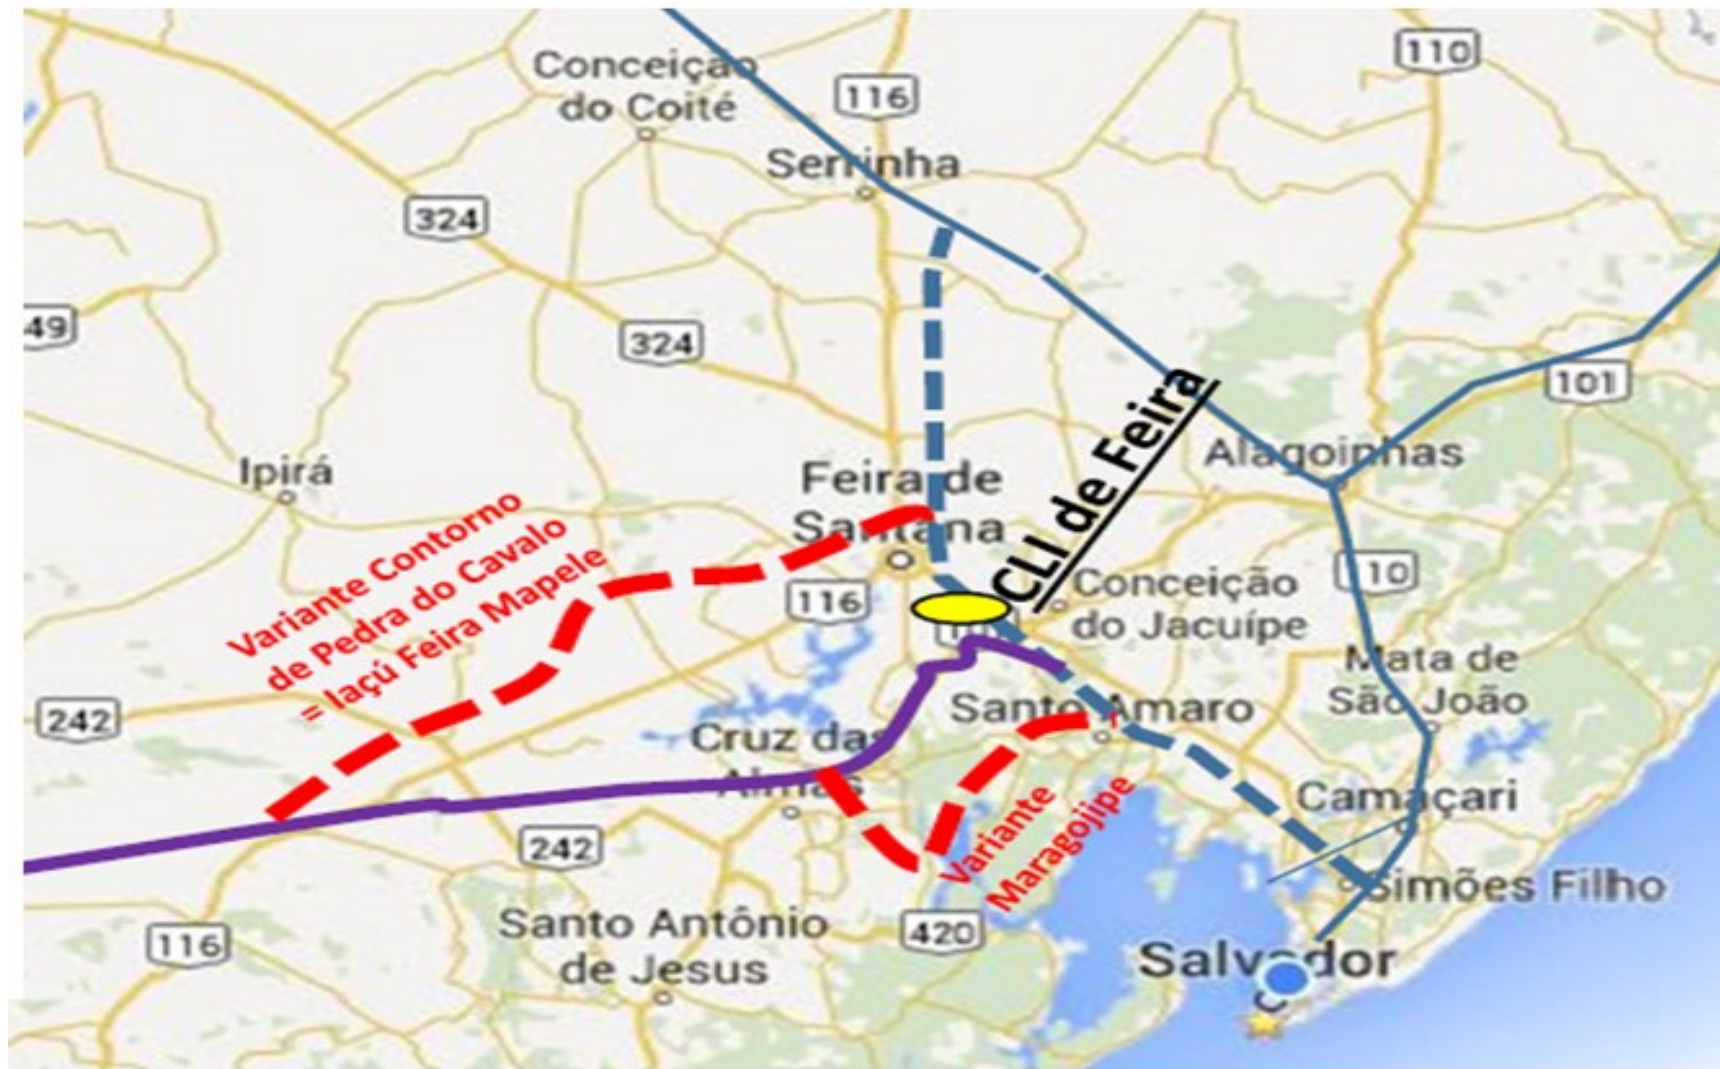 Conceição
do Coité
116
110
Serrinha
324
49
324
101
CLI de Feira
Alagoinhas
Ipirá
Feira de
Santana
Variante Contorno
de Pedra do Cavalo
= Iaçú Feira Mapele
116
Conceição
do Jacuípe
110
Mata de
São João
242
Santo Amaro
Cruz das
Almas
Camaçari
Variante
Maragojipe
242
Simões Filho
Santo Antônio
de Jesus
420
116
Salvador